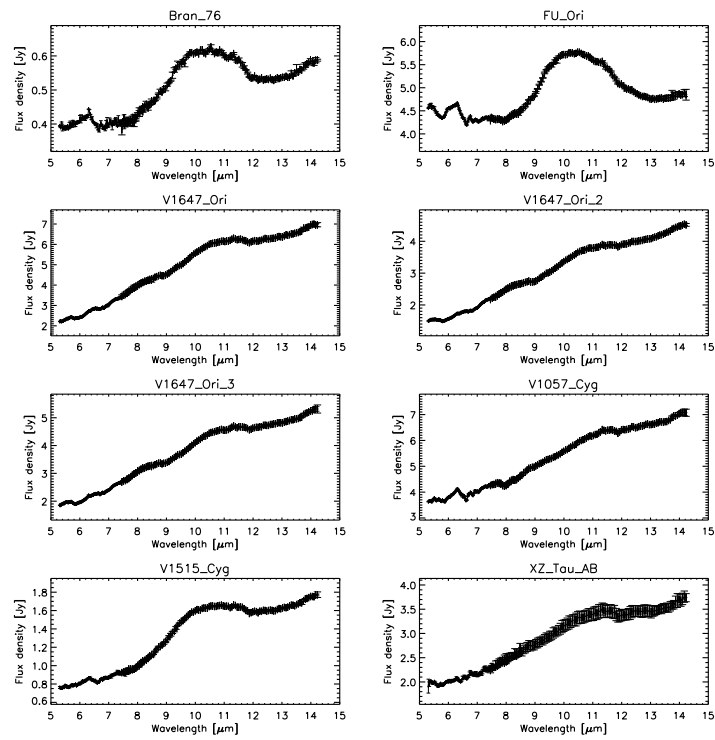 Bran_76
Flux density [Jy]
0.6
0.5
0.4
5 6 7 8 9 10 11 12 13 14 15
Wavelength [μm]
FU_Ori
Flux density [Jy]
6.0
5.5
5.0
4.5
4.0
5 6 7 8 9 10 11 12 13 14 15
Wavelength [μm]
V1647_Ori
Flux density [Jy]
7
6
5
4
3
2
5 6 7 8 9 10 11 12 13 14 15
Wavelength [μm]
V1647_Ori_2
Flux density [Jy]
4
3
2
5 6 7 8 9 10 11 12 13 14 15
Wavelength [μm]
V1647_Ori_3
Flux density [Jy]
5
4
3
2
5 6 7 8 9 10 11 12 13 14 15
Wavelength [μm]
V1057_Cyg
Flux density [Jy]
7
6
5
4
3
5 6 7 8 9 10 11 12 13 14 15
Wavelength [μm]
V1515_Cyg
Flux density [Jy]
1.8
1.6
1.4
1.2
1.0
0.8
0.6
5 6 7 8 9 10 11 12 13 14 15
Wavelength [μm]
XZ_Tau_AB
Flux density [Jy]
4.0
3.5
3.0
2.5
2.0
5 6 7 8 9 10 11 12 13 14 15
Wavelength [μm]